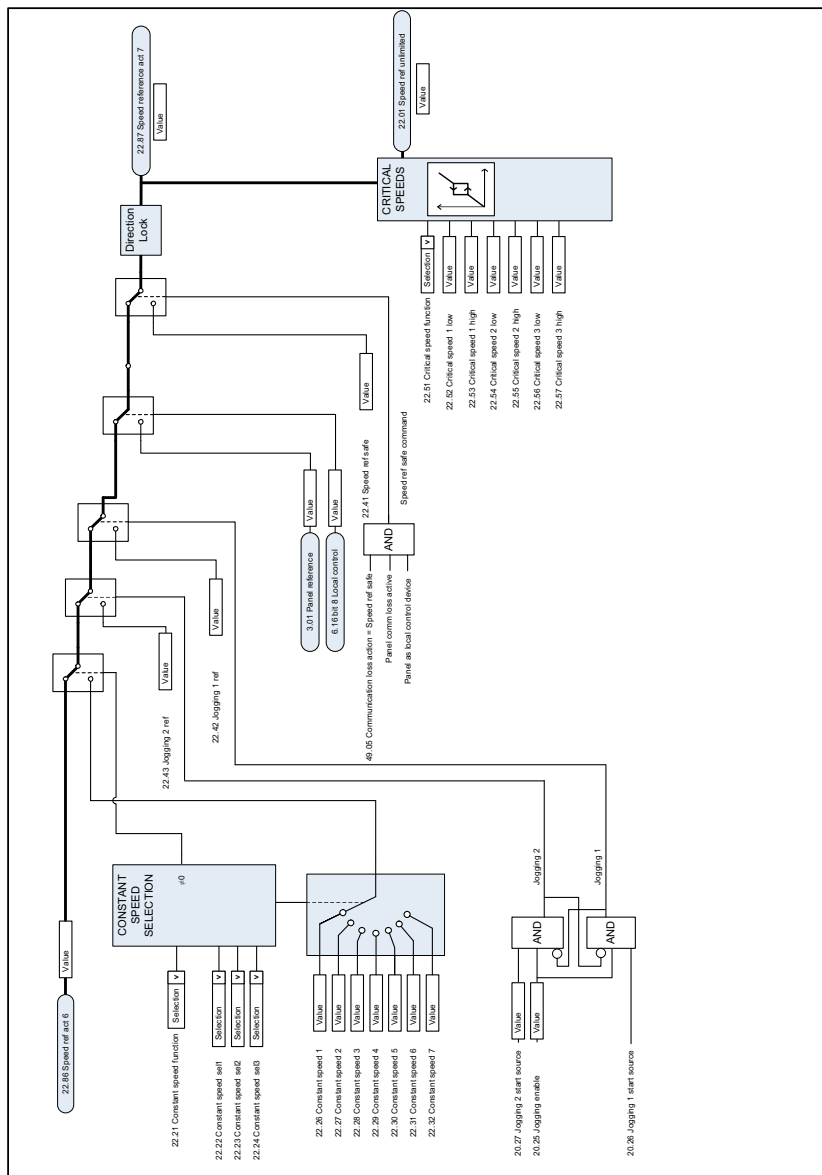 22.86 Speed ref act 6
Value
22.21 Constant speed function
Selection
v
22.22 Constant speed sel1
Selection
v
22.23 Constant speed sel2
Selection
v
22.24 Constant speed sel3
Selection
v
CONSTANT
SPEED
SELECTION
≠0
22.26 Constant speed 1
Value
22.27 Constant speed 2
Value
22.28 Constant speed 3
Value
22.29 Constant speed 4
Value
22.30 Constant speed 5
Value
22.31 Constant speed 6
Value
22.32 Constant speed 7
Value
20.27 Jogging 2 start source
Value
20.25 Jogging enable
Value
20.26 Jogging 1 start source
AND
AND
Jogging 2
Jogging 1
22.43 Jogging 2 ref
Value
22.42 Jogging 1 ref
Value
3.01 Panel reference
Value
6.16 bit 8 Local control
Value
49.05 Communication loss action = Speed ref safe
Panel comm loss active
Panel as local control device
AND
22.41 Speed ref safe
Value
Speed ref safe command
Direction
Lock
22.87 Speed reference act 7
Value
22.51 Critical speed function
Selection
v
22.52 Critical speed 1 low
Value
22.53 Critical speed 1 high
Value
22.54 Critical speed 2 low
Value
22.55 Critical speed 2 high
Value
22.56 Critical speed 3 low
Value
22.57 Critical speed 3 high
Value
CRITICAL
SPEEDS
22.01 Speed ref unlimited
Value